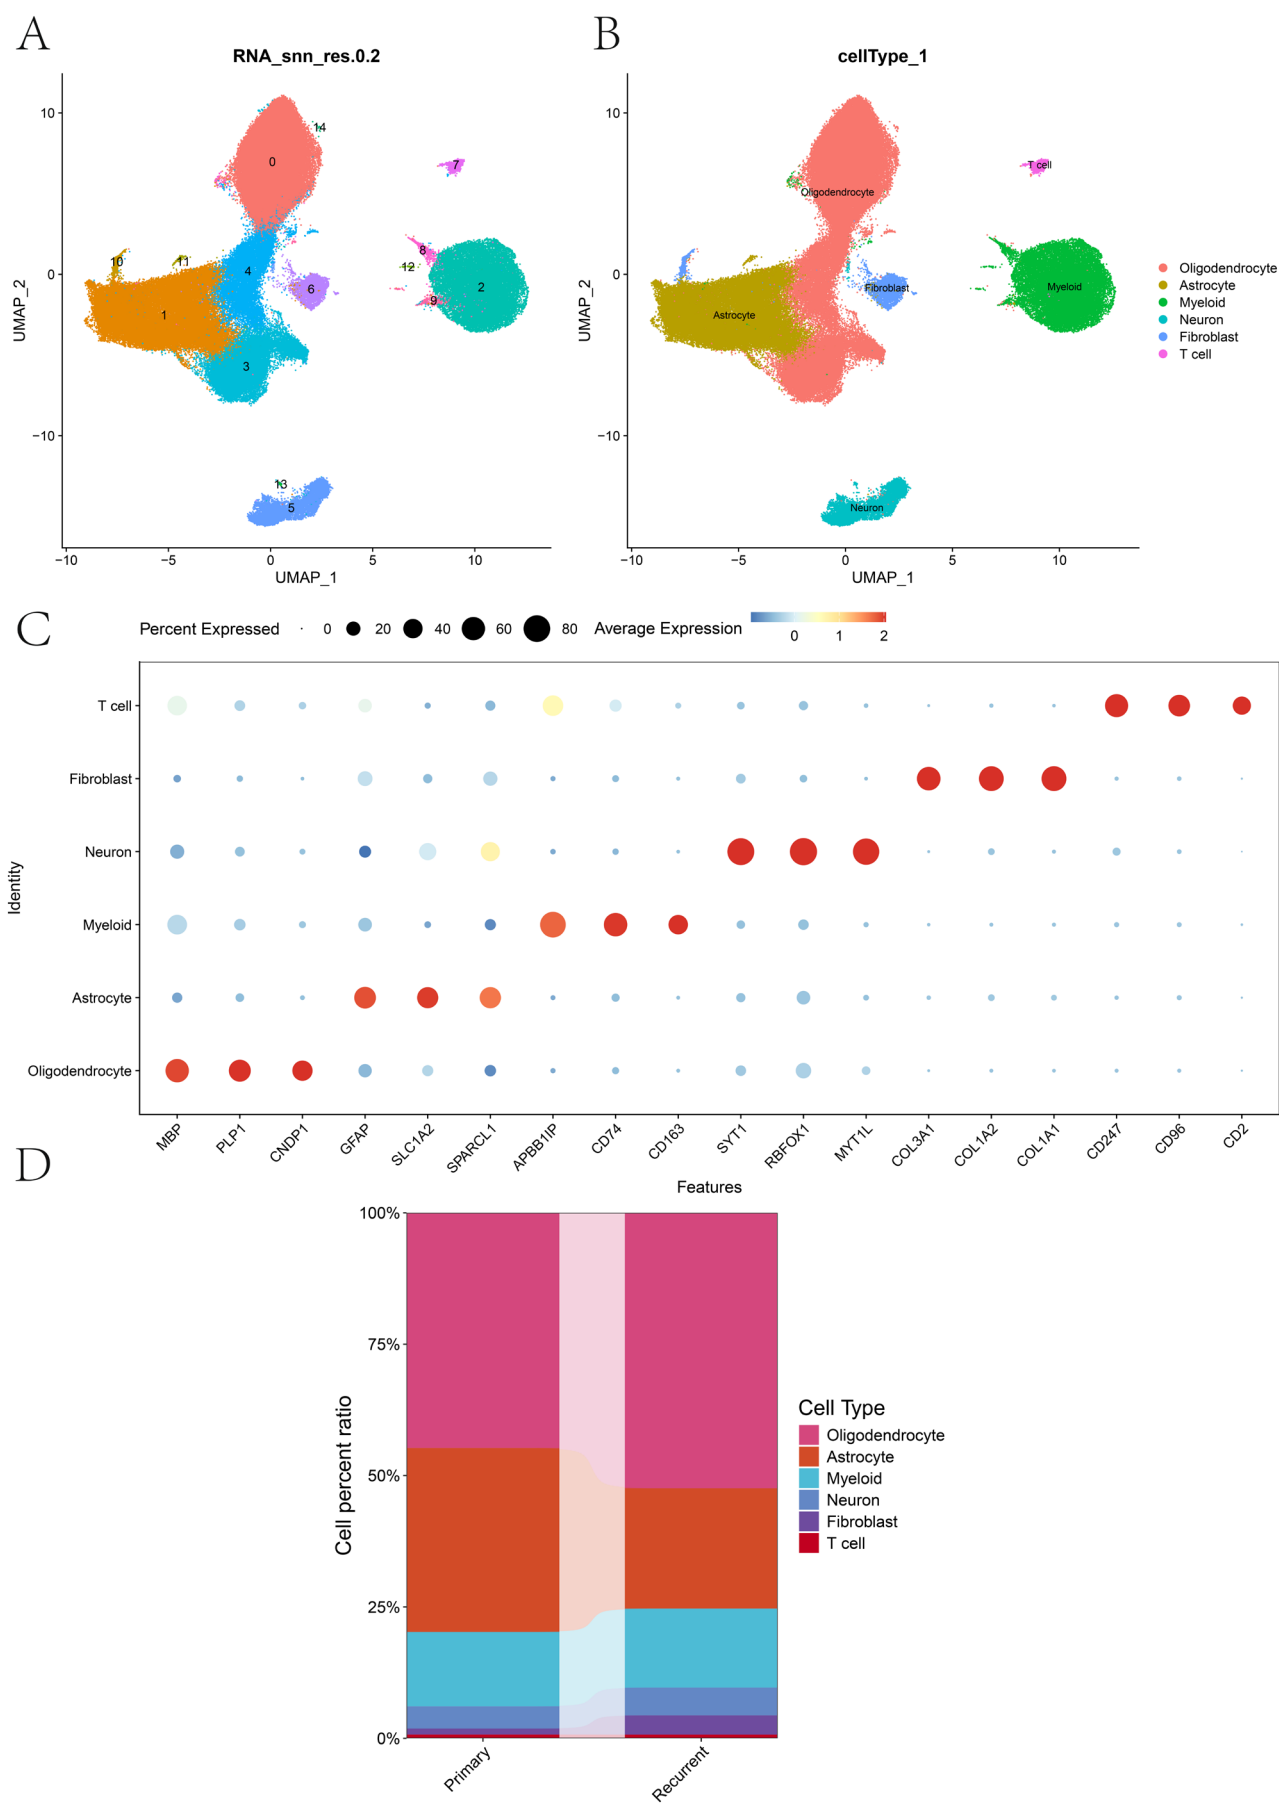 A
RNA_snn_res.0.2
10
0
−10
UMAP_2
14
0
7
10
11
4
8
12
6
2
9
1
3
13
5
−10 −5 0 5 10
UMAP_1
B
cellType_1
10
0
−10
UMAP_2
T cell
Oligodendrocyte
Fibroblast
Myeloid
Astrocyte
Neuron
−10 −5 0 5 10
UMAP_1
Oligodendrocyte
Astrocyte
Myeloid
Neuron
Fibroblast
T cell
C
Percent Expressed 0 20 40 60 80 Average Expression
0 1 2
Identity
T cell
Fibroblast
Neuron
Myeloid
Astrocyte
Oligodendrocyte
MBP PLP1 CNDP1 GFAP SLC1A2 SPARCL1 APBB1IP CD74 CD163 SYT1 RBFOX1 MYT1L COL3A1 COL1A2 COL1A1 CD247 CD96 CD2
Features
D
Cell percent ratio
100%
75%
50%
25%
0%
Primary Recurrent
Cell Type
Oligodendrocyte
Astrocyte
Myeloid
Neuron
Fibroblast
T cell